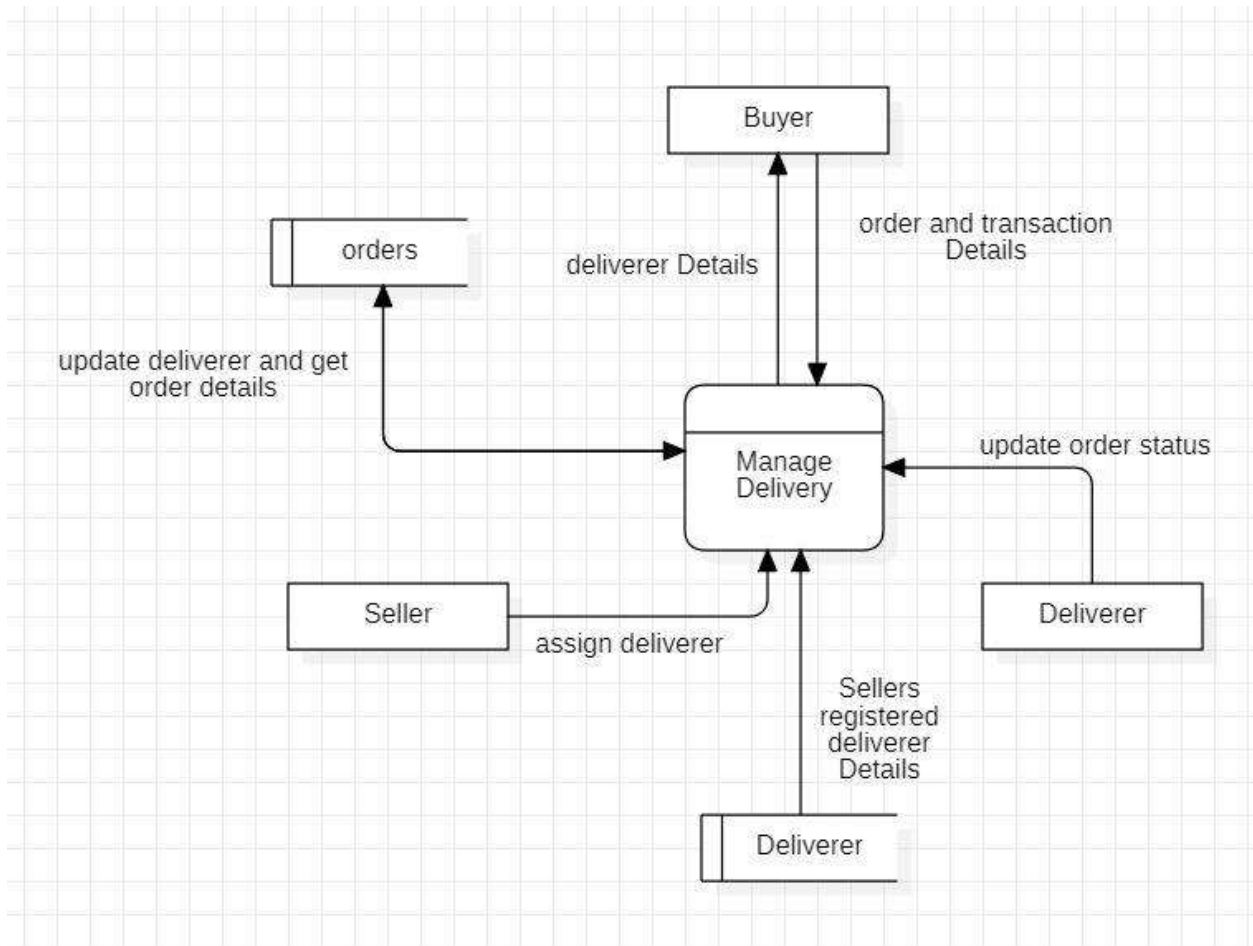 Buyer
order and transaction
Details
orders
deliverer Details
update deliverer and get
order details
update order status
Manage
Delivery
Seller
Deliverer
assign deliverer
Sellers
registered
deliverer
Details
Deliverer